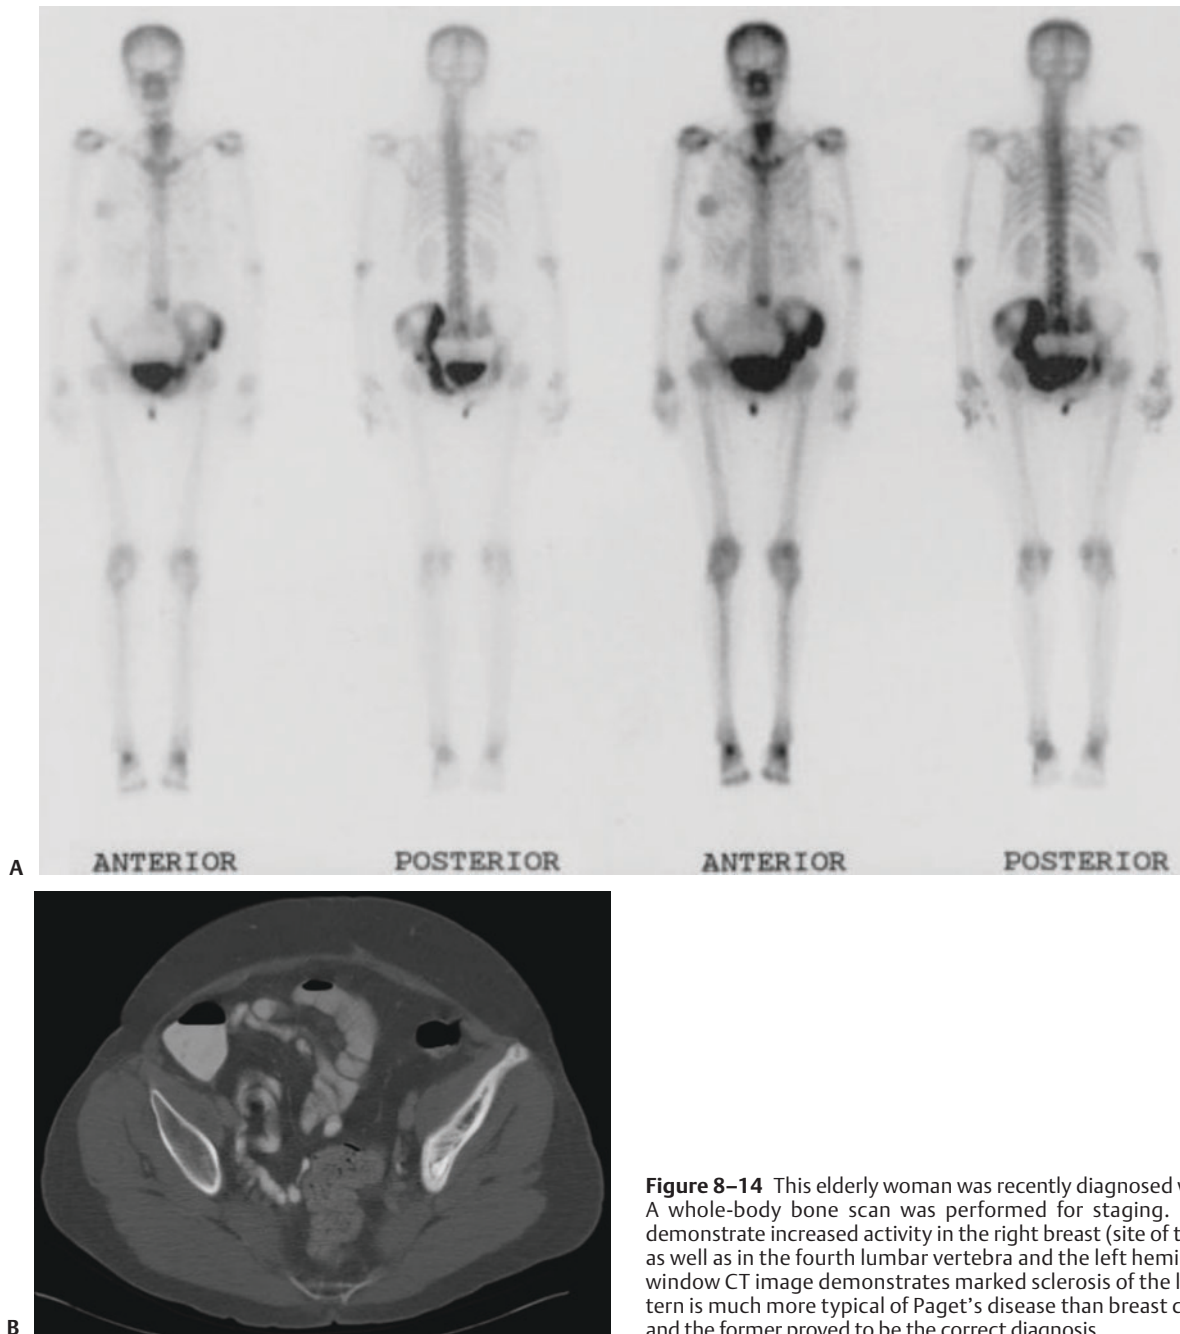 ANTERIOR POSTERIOR ANTERIOR POSTERIOR
A
B
Figure 8–14 This elderly woman was recently diagnosed
A whole-body bone scan was performed for staging.
demonstrate increased activity in the right breast (site of
as well as in the fourth lumbar vertebra and the left
window CT image demonstrates marked sclerosis of the
tern is much more typical of Paget’s disease than breast
and the former proved to be the correct diagnosis.